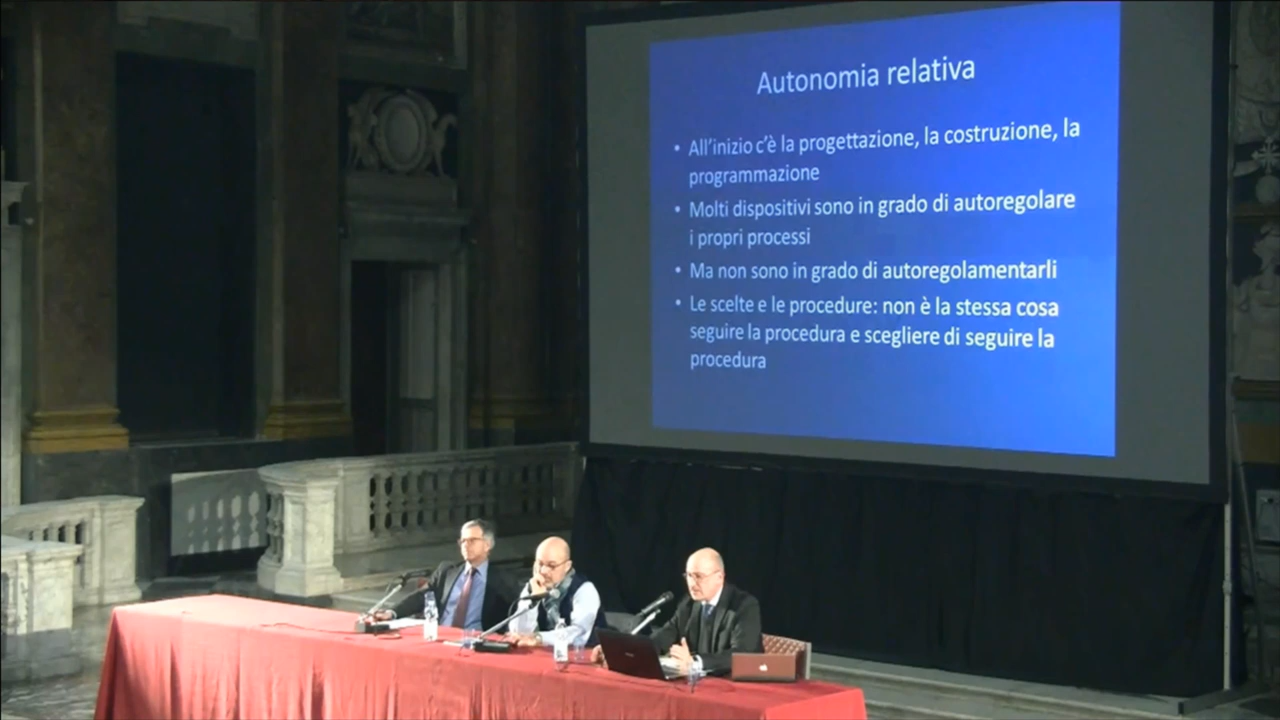 Autonomia relativa
• All'inizio c'è la progettazione, la costruzione, la
programmazione
• Molti dispositivi sono in grado di autoregolare
i propri processi
• Ma non sono in grado di autoregolamentarli
• Le scelte e le procedure: non è la stessa cosa
seguire la procedura e scegliere di seguire la
procedura